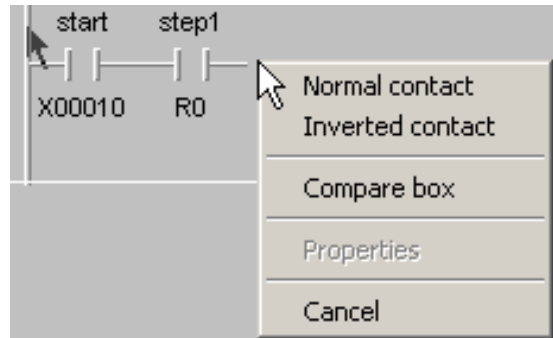 start step1
X00010 R0
Normal contact
Inverted contact
Compare box
Properties
Cancel